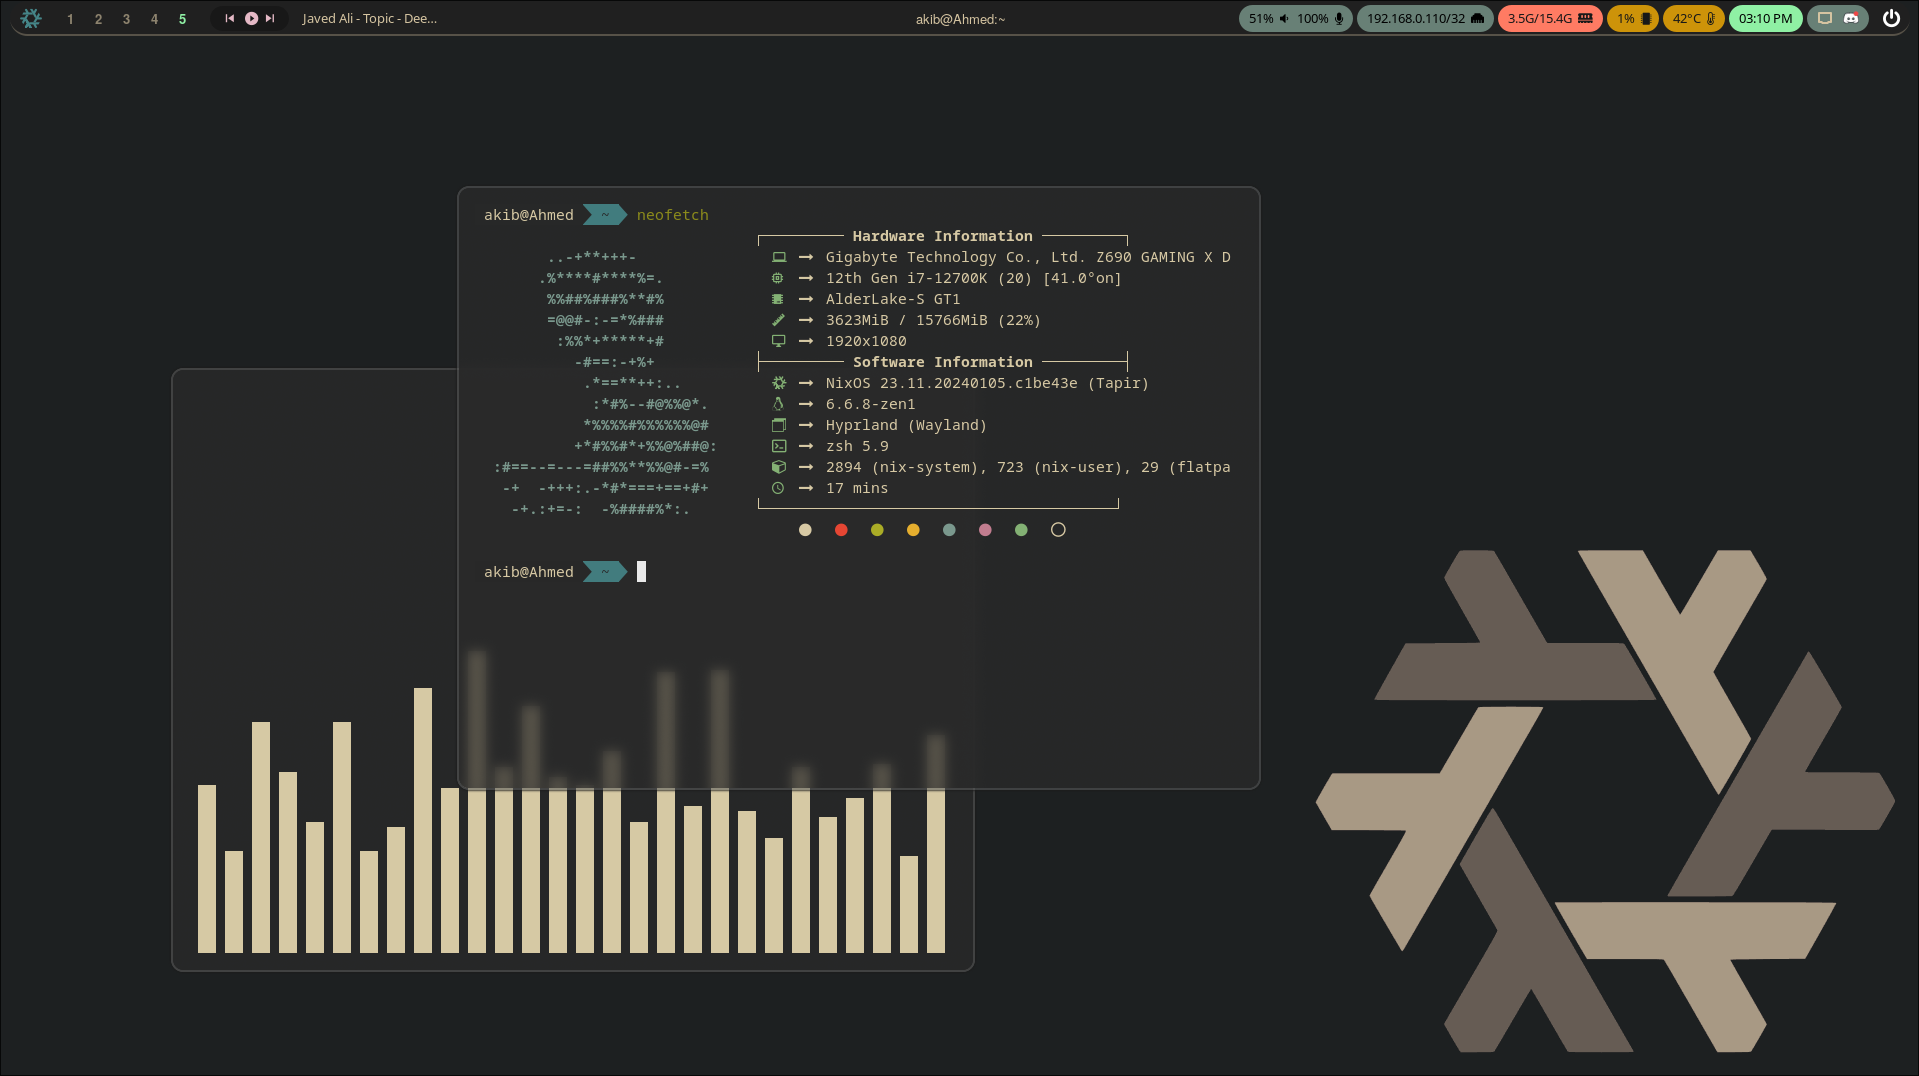 1 2 3 4 5 Javed Ali - Topic - Dee... akib@Ahmed:~ 51% 100% 192.168.0.110/32 3.5G/15.4G 1% 42°C 03:10 PM
akib@Ahmed ~ neofetch
Hardware Information
..-+**+++-
Gigabyte Technology Co., Ltd. Z690 GAMING X D
.%****#****%=.
12th Gen i7-12700K (20) [41.0°on]
%%##%###%**#%
AlderLake-S GT1
=@@#-:-=*%###
3623MiB / 15766MiB (22%)
:%%*+*****+#
1920x1080
-#==:-+%+
Software Information
.*==**++:..
NixOS 23.11.20240105.c1be43e (Tapir)
:*#%--#@%%@*.
6.6.8-zen1
*%%%%#%%%%%%@#
Hyprland (Wayland)
+*#%%#*+%%@%##@:
zsh 5.9
:#==--=---=##%%**%%@#-=%
2894 (nix-system), 723 (nix-user), 29 (flatpa
-+  -+++:.-*#*===+==+#+
17 mins
-+.:+=-:  -%####%*:.
akib@Ahmed ~